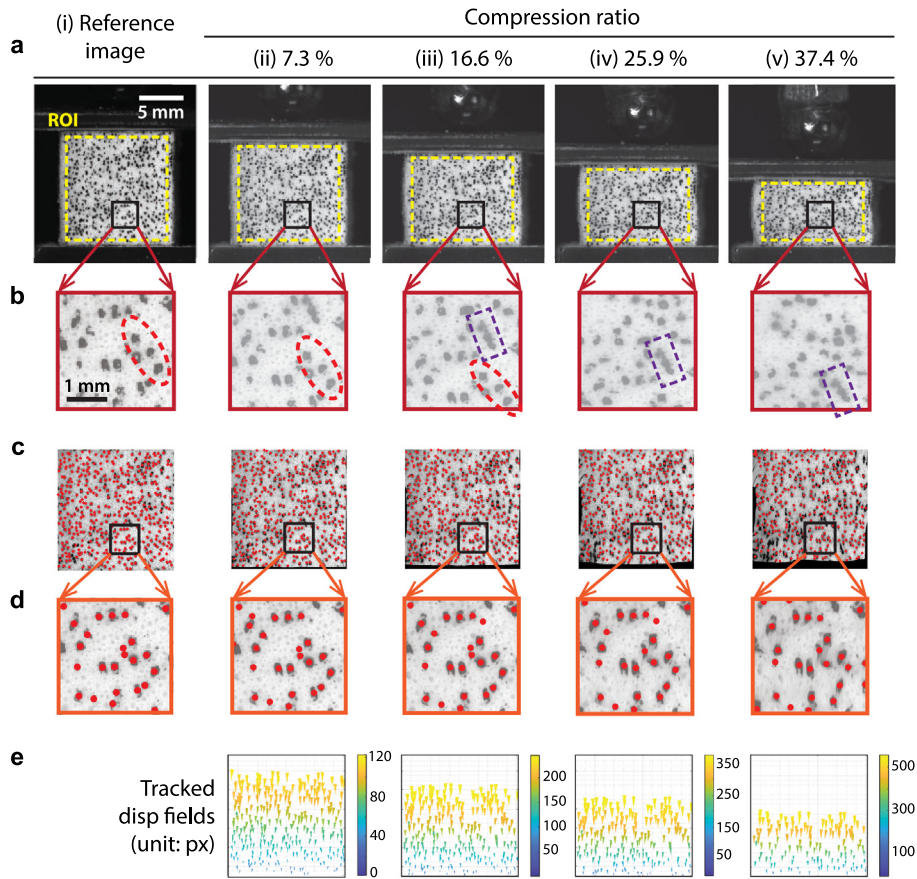 (i) Reference
image
Compression ratio
a
(ii) 7.3 %
(iii) 16.6 %
(iv) 25.9 %
(v) 37.4 %
5 mm
ROI
b
1 mm
c
d
e
Tracked
disp fields
(unit: px)
120
80
40
0
200
150
100
50
350
250
150
50
500
300
100